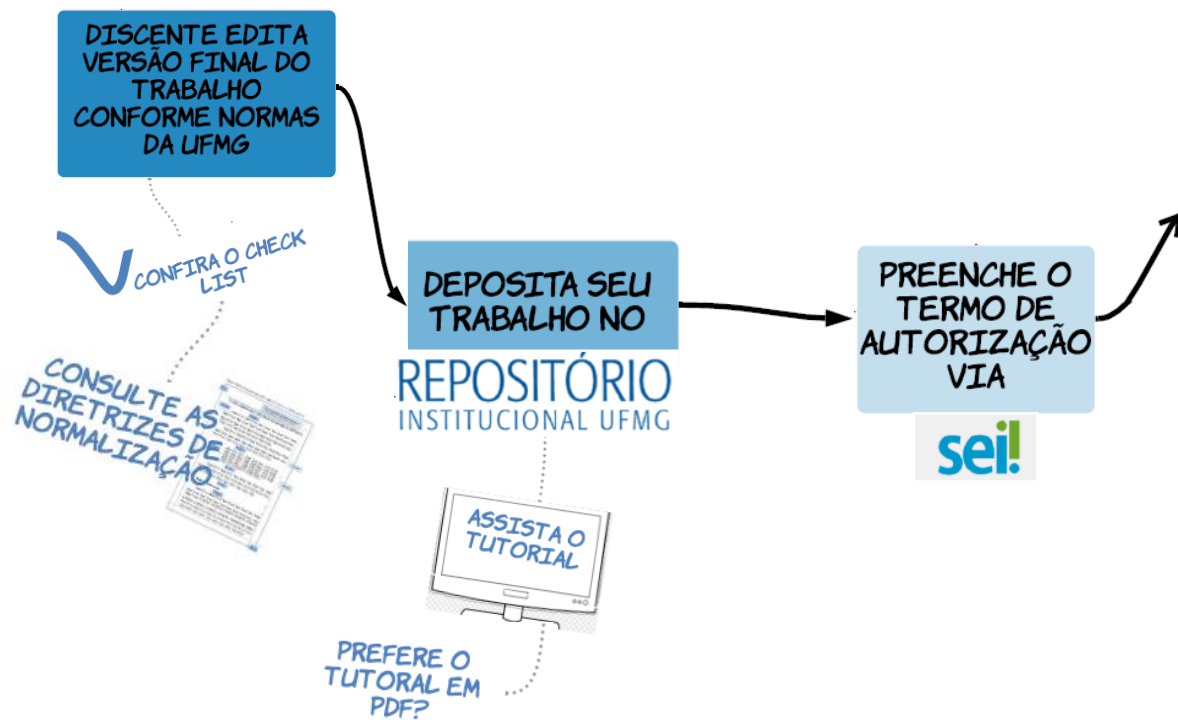 DISCENTE EDITA
VERSÃO FINAL DO
TRABALHO
CONFORME NORMAS
DA UFMG
CONFIRA O CHECK
LIST
CONSULTE AS
DIRETRIZES DE
NORMALIZAÇÃO
DEPOSITA SEU
TRABALHO NO
REPOSITÓRIO
INSTITUCIONAL UFMG
ASSISTA O
TUTORIAL
PREFERE O
TUTORAL EM
PDF?
PREENCHE O
TERMO DE
AUTORIZAÇÃO
VIA
sei!